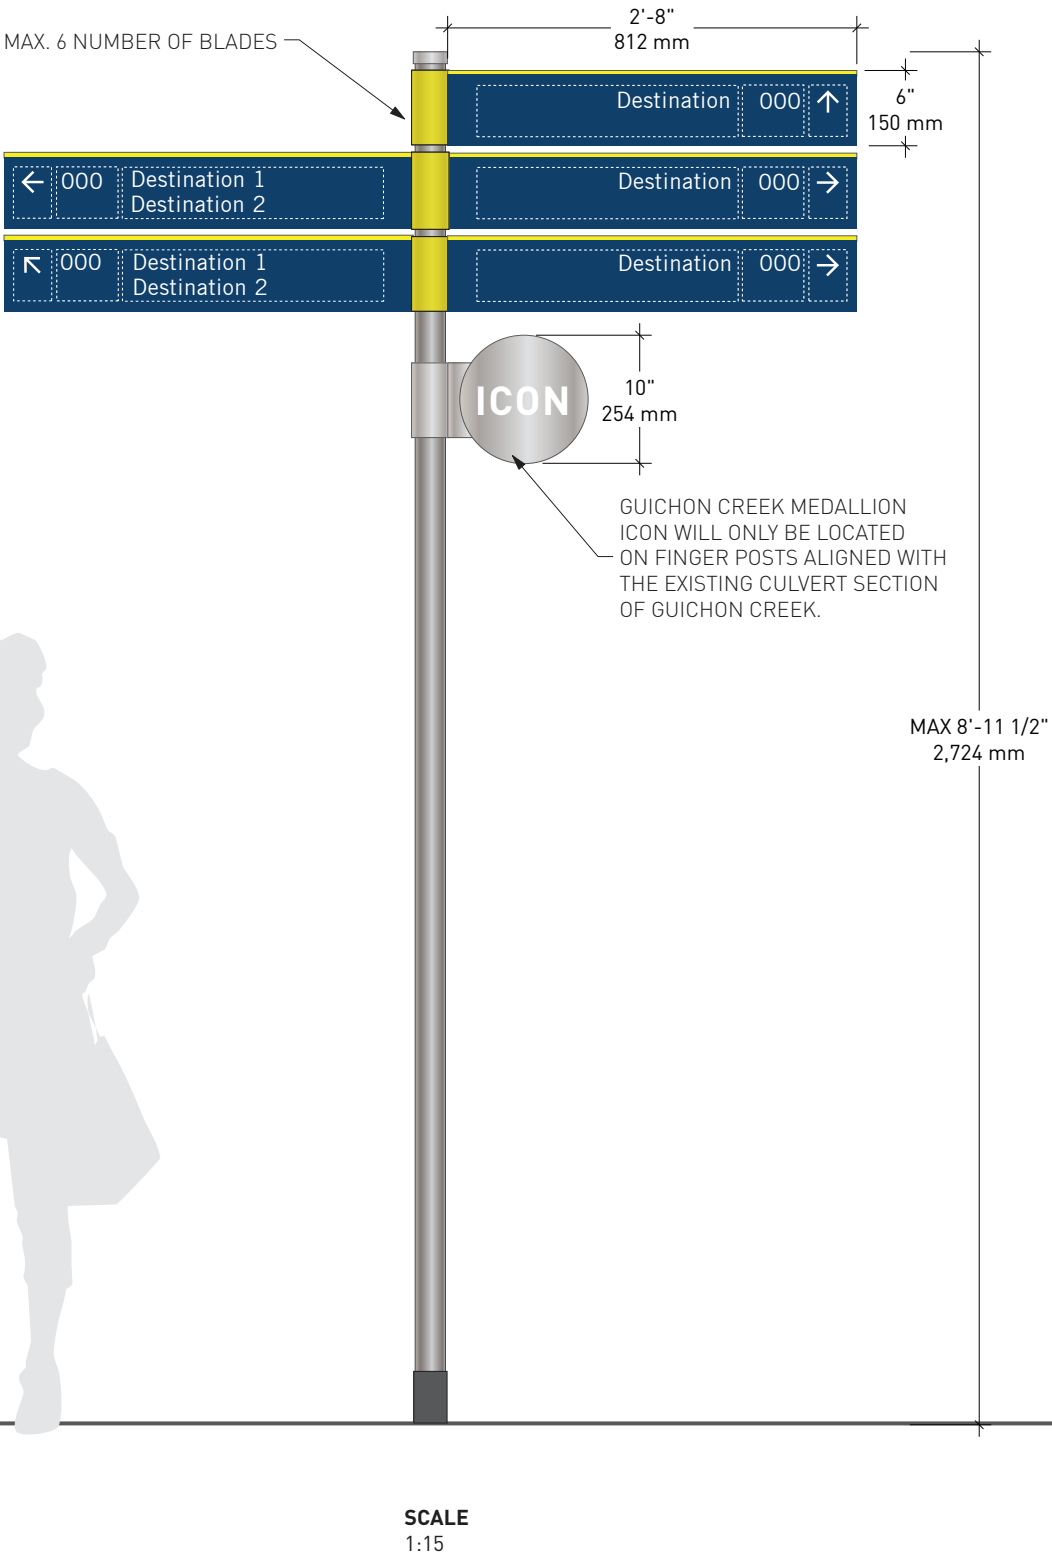 2'-8"
812 mm
MAX. 6 NUMBER OF BLADES
Destination 000 ↑
6"
150 mm
← 000 Destination 1
Destination 2
Destination 000 →
↖ 000 Destination 1
Destination 2
Destination 000 →
ICON
10"
254 mm
GUICHON CREEK MEDALLION
ICON WILL ONLY BE LOCATED
ON FINGER POSTS ALIGNED WITH
THE EXISTING CULVERT SECTION
OF GUICHON CREEK.
MAX 8'-11 1/2"
2,724 mm
SCALE
1:15